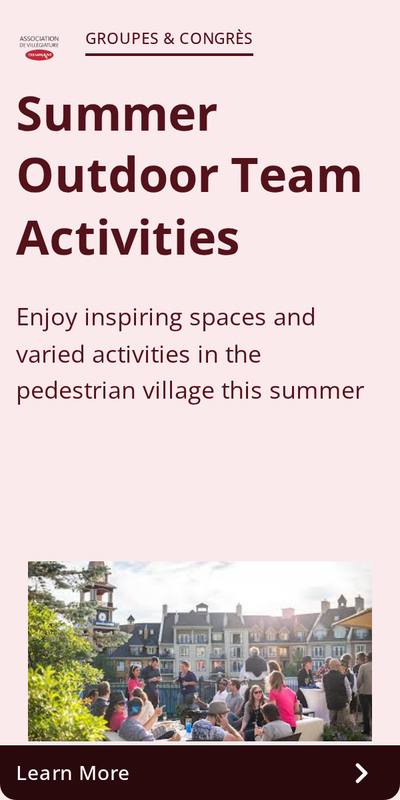 ASSOCIATION
DE VILLÉGIATURE
TREMBLANT
GROUPES & CONGRÈS
Summer
Outdoor Team
Activities
Enjoy inspiring spaces and
varied activities in the
pedestrian village this summer
Learn More